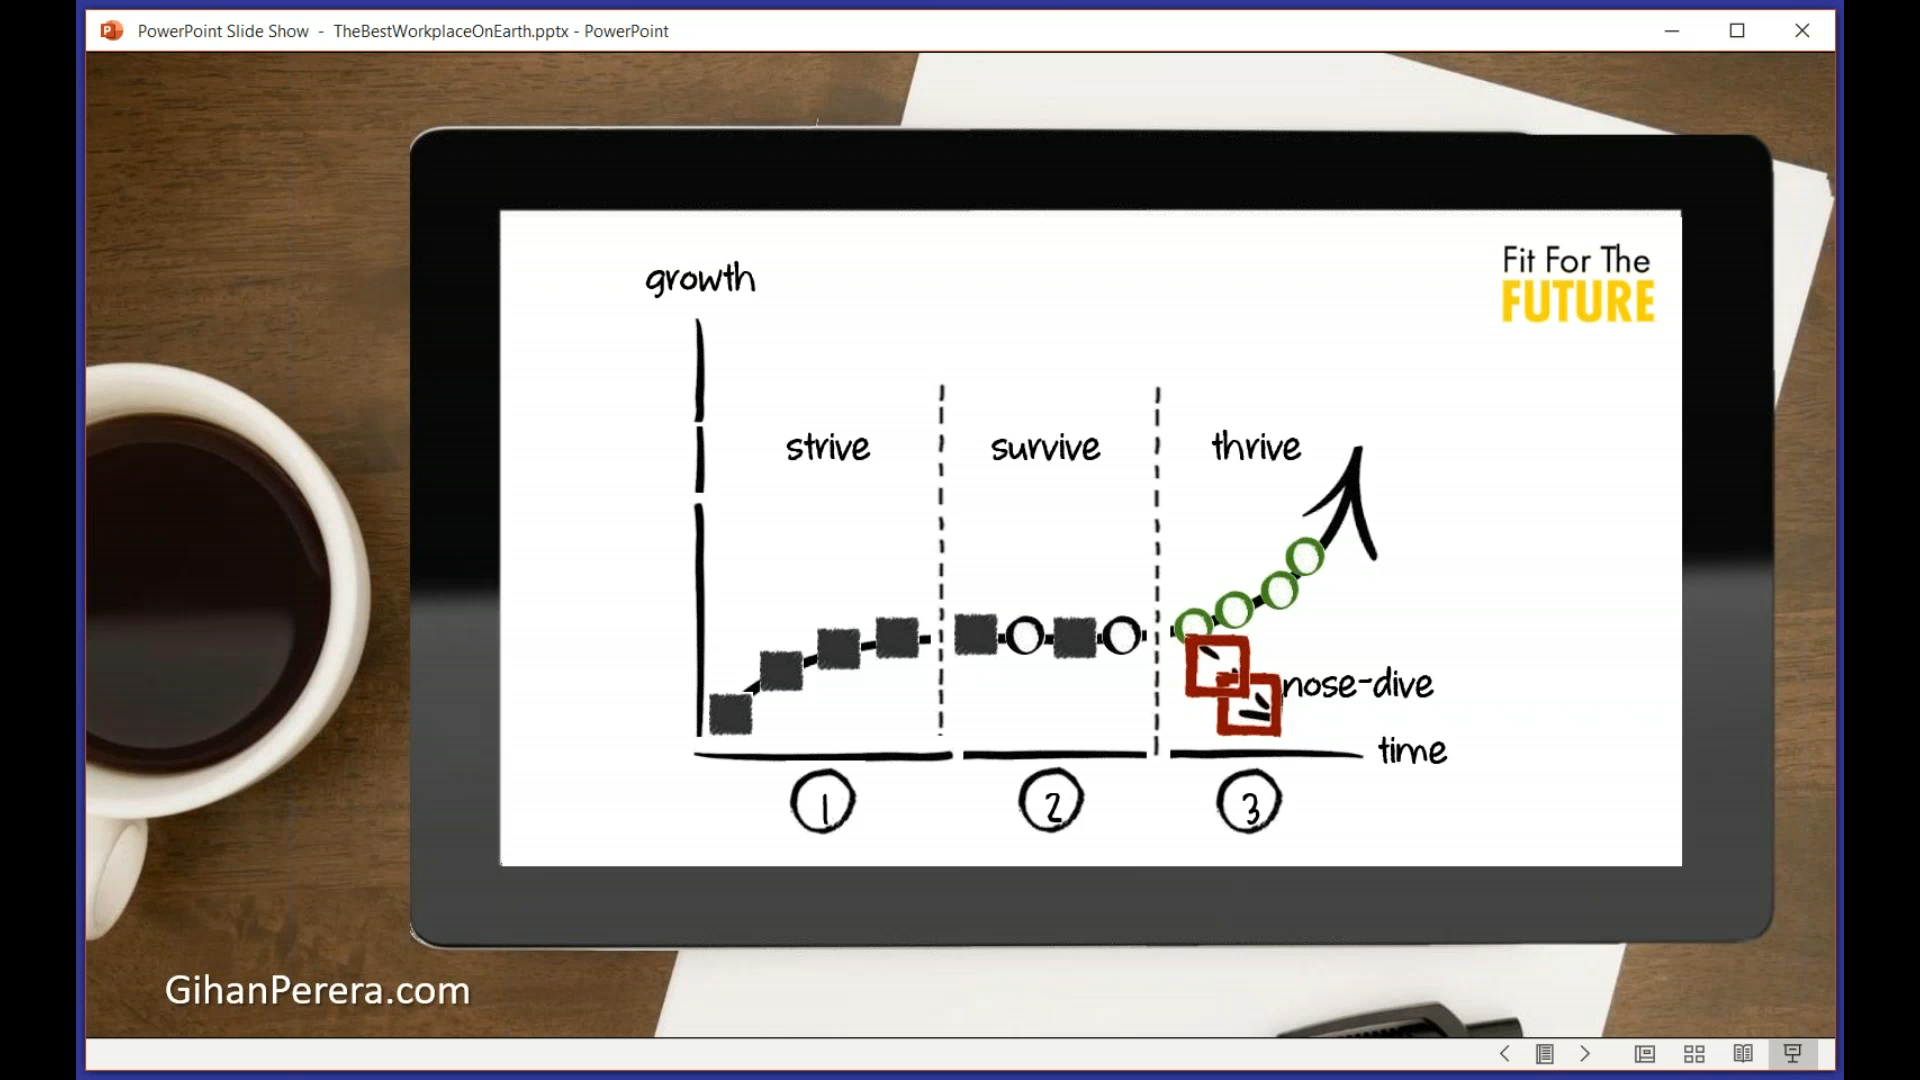 PowerPoint Slide Show - TheBestWorkplaceOnEarth.pptx - PowerPoint
Fit For The
FUTURE
growth
strive
survive
thrive
nose-dive
time
1
2
3
GihanPerera.com